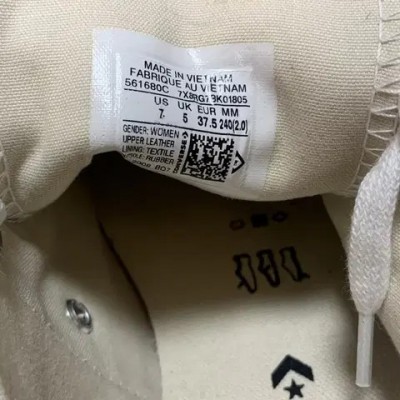 MADE IN VIETNAM
FABRIQUE AU VIETNAM
561680C
US UK EUR MM
7 5 37.5 240(2.0)
GENDER: WOMEN
UPPER:LEATHER
LINING: TEXTILE
RUBBER